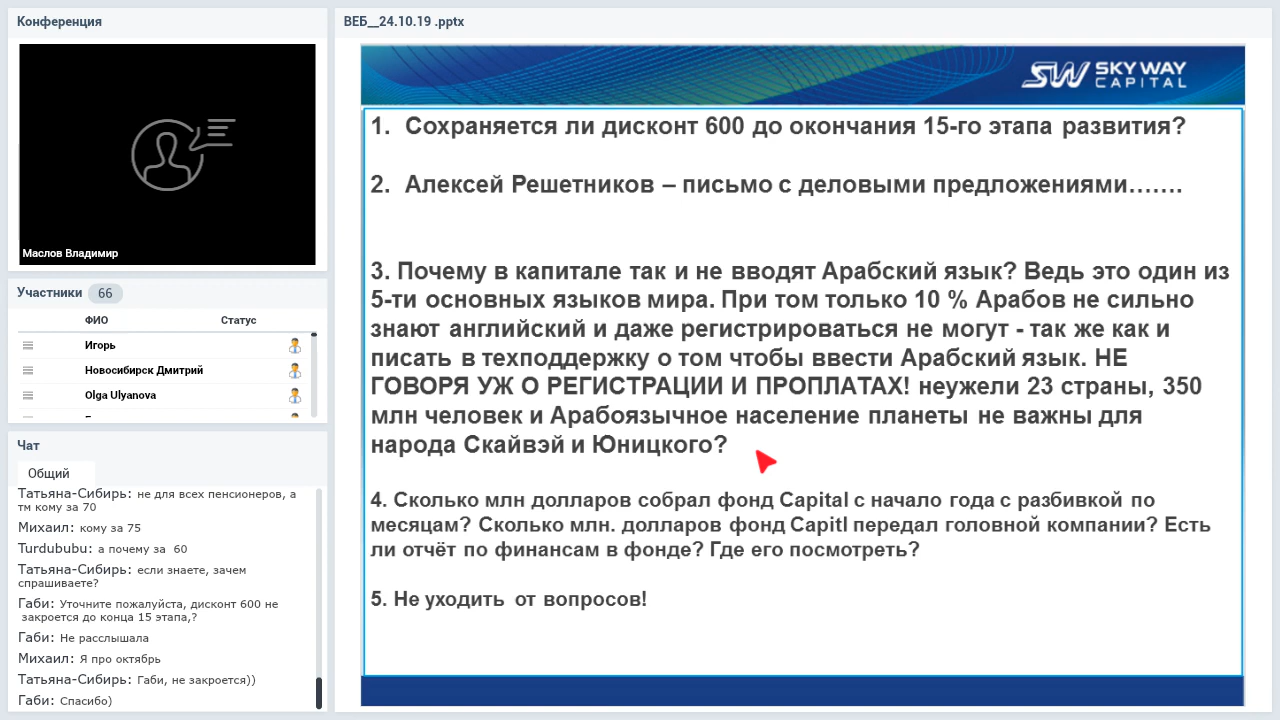 Конференция
Маслов Владимир
Участники 66
ФИО Статус
Игорь
Новосибирск Дмитрий
Olga Ulyanova
Чат
Общий
Татьяна-Сибирь: не для всех пенсионеров, а
тм кому за 70
Михаил: кому за 75
Turdububu: а почему за 60
Татьяна-Сибирь: если знаете, зачем
спрашиваете?
Габи: Уточните пожалуйста, дисконт 600 не
закроется до конца 15 этапа,?
Габи: Не расслышала
Михаил: Я про октябрь
Татьяна-Сибирь: Габи, не закроется))
Габи: Спасибо)
ВЕБ__24.10.19 .pptx
SW SKY WAY
CAPITAL
1. Сохраняется ли дисконт 600 до окончания 15-го этапа развития?
2. Алексей Решетников – письмо с деловыми предложениями…….
3. Почему в капитале так и не вводят Арабский язык? Ведь это один из
5-ти основных языков мира. При том только 10 % Арабов не сильно
знают английский и даже регистрироваться не могут - так же как и
писать в техподдержку о том чтобы ввести Арабский язык. НЕ
ГОВОРЯ УЖ О РЕГИСТРАЦИИ И ПРОПЛАТАХ! неужели 23 страны, 350
млн человек и Арабоязычное население планеты не важны для
народа Скайвэй и Юницкого?
4. Сколько млн долларов собрал фонд Capital с начало года с разбивкой по
месяцам? Сколько млн. долларов фонд Capitl передал головной компании? Есть
ли отчёт по финансам в фонде? Где его посмотреть?
5. Не уходить от вопросов!